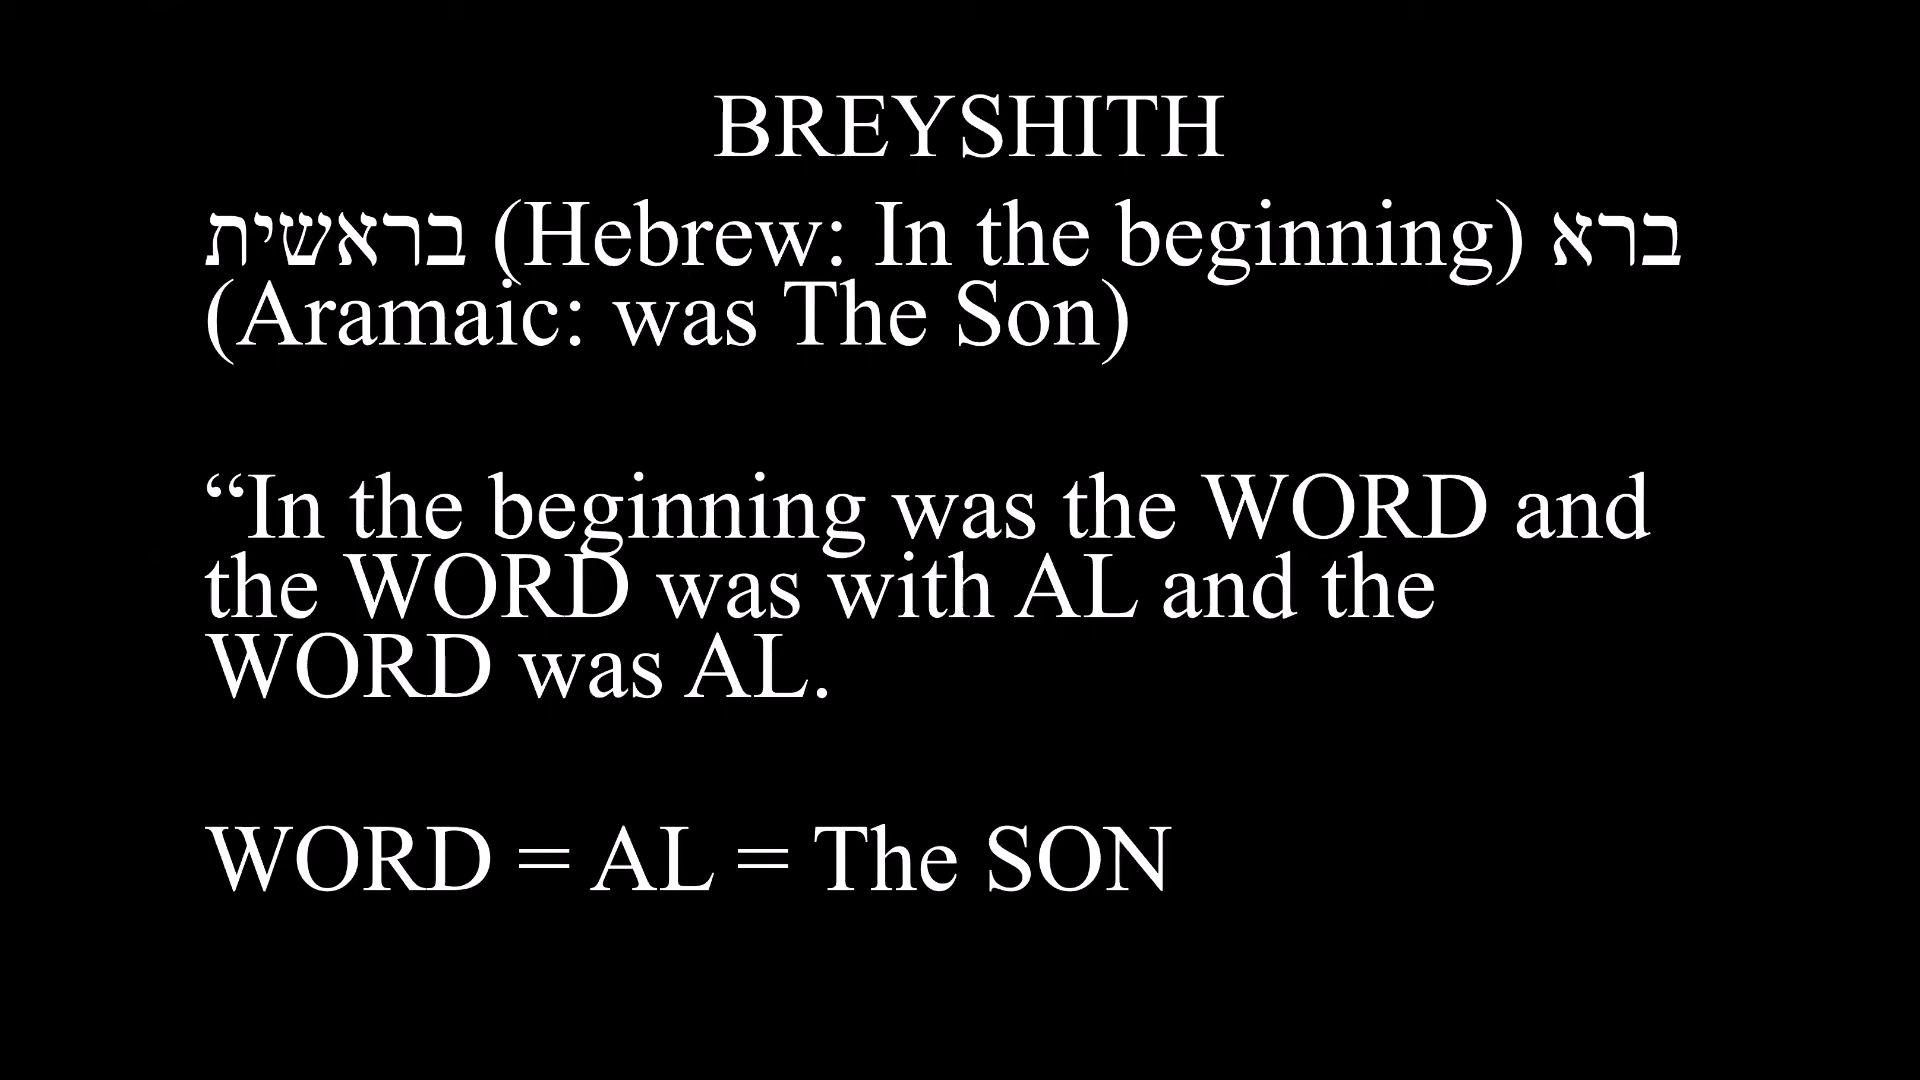 BREYSHITH
בראשית (Hebrew: In the beginning) ברא
(Aramaic: was The Son)
“In the beginning was the WORD and
the WORD was with AL and the
WORD was AL.
WORD = AL = The SON